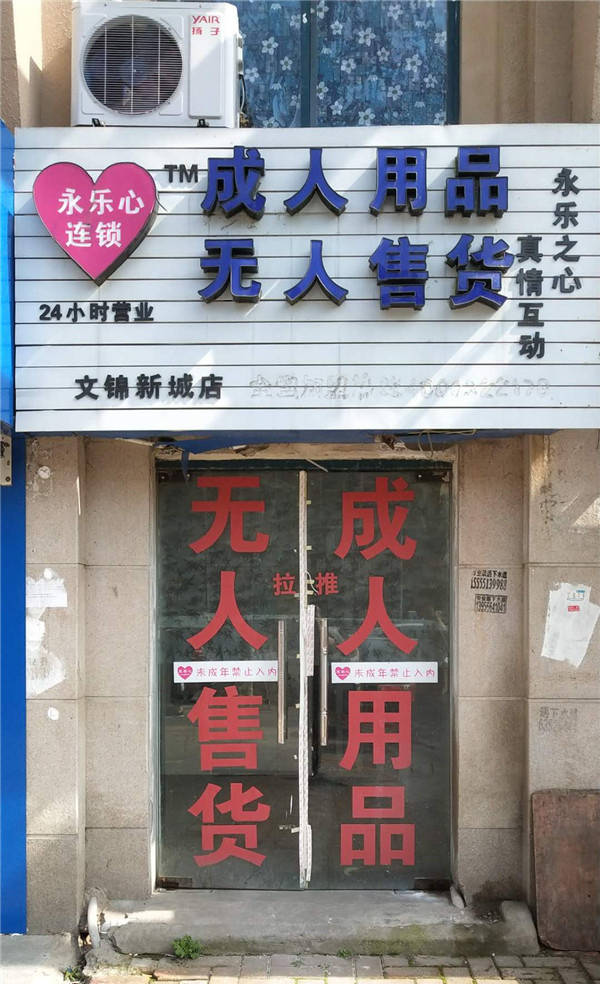 YAIR
扬子
永乐心
连锁
TM
成人用品
无人售货
永乐之心
真情互动
24小时营业
文锦新城店
成人用品
无人售货
拉 推
未成年禁止入内
未成年禁止入内